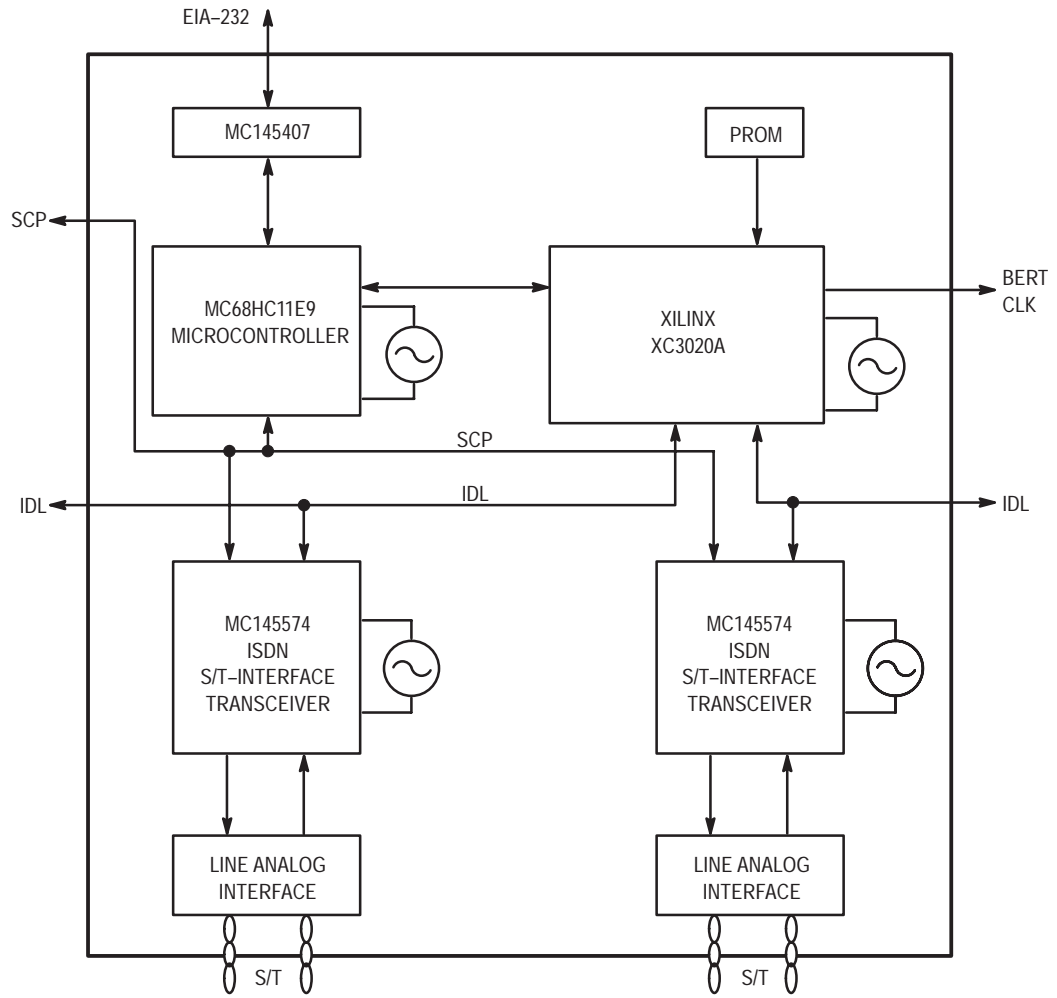 EIA–232
MC145407
PROM
SCP
MC68HC11E9
MICROCONTROLLER
XILINX
XC3020A
BERT
CLK
SCP
IDL
IDL
IDL
MC145574
ISDN
S/T–INTERFACE
TRANSCEIVER
MC145574
ISDN
S/T–INTERFACE
TRANSCEIVER
LINE ANALOG
INTERFACE
LINE ANALOG
INTERFACE
S/T
S/T